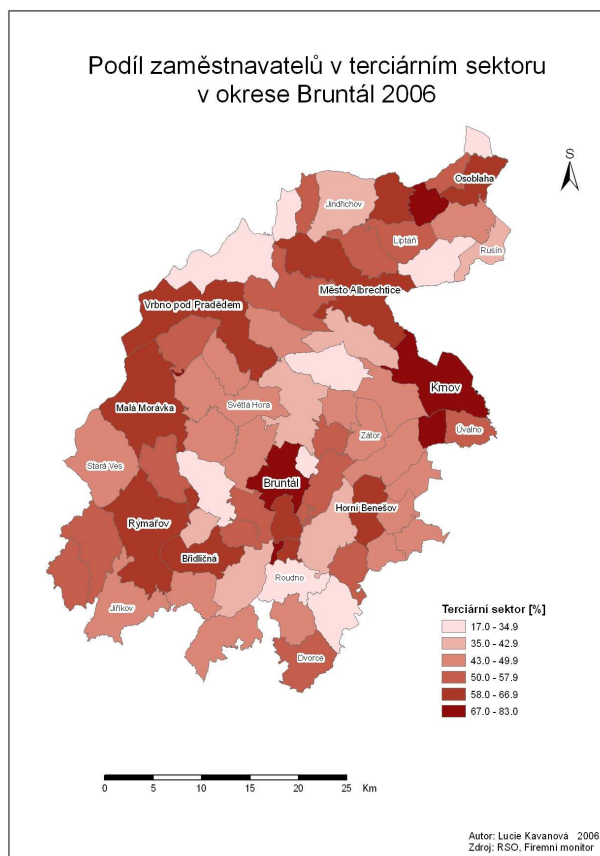 Podíl zaměstnavatelů v terciárním sektoru
v okrese Bruntál 2006
S
Osoblaha
Jindřichov
Liptáň
Rusín
Město Albrechtice
Vrbno pod Pradědem
Krnov
Malá Morávka
Světlá Hora
Úvalno
Zátor
Stará Ves
Bruntál
Horní Benešov
Rýmařov
Břidličná
Roudno
Jiříkov
Dvorce
Terciární sektor [%]
17.0 - 34.9
35.0 - 42.9
43.0 - 49.9
50.0 - 57.9
58.0 - 66.9
67.0 - 83.0
0 5 10 15 20 25
Km
Autor: Lucie Kavanová 2006
Zdroj: RSO, Firemní monitor